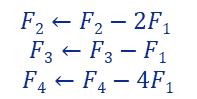 F₂ ← F₂ − 2F₁
F₃ ← F₃ − F₁
F₄ ← F₄ − 4F₁